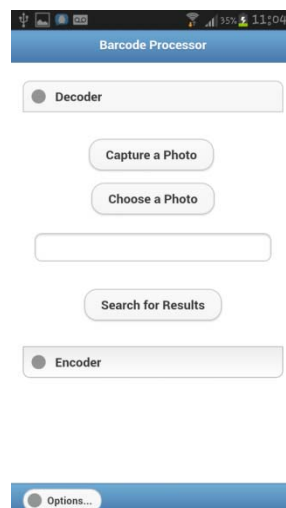 35% 11:04
Barcode Processor
Decoder
Capture a Photo
Choose a Photo
Search for Results
Encoder
Options...